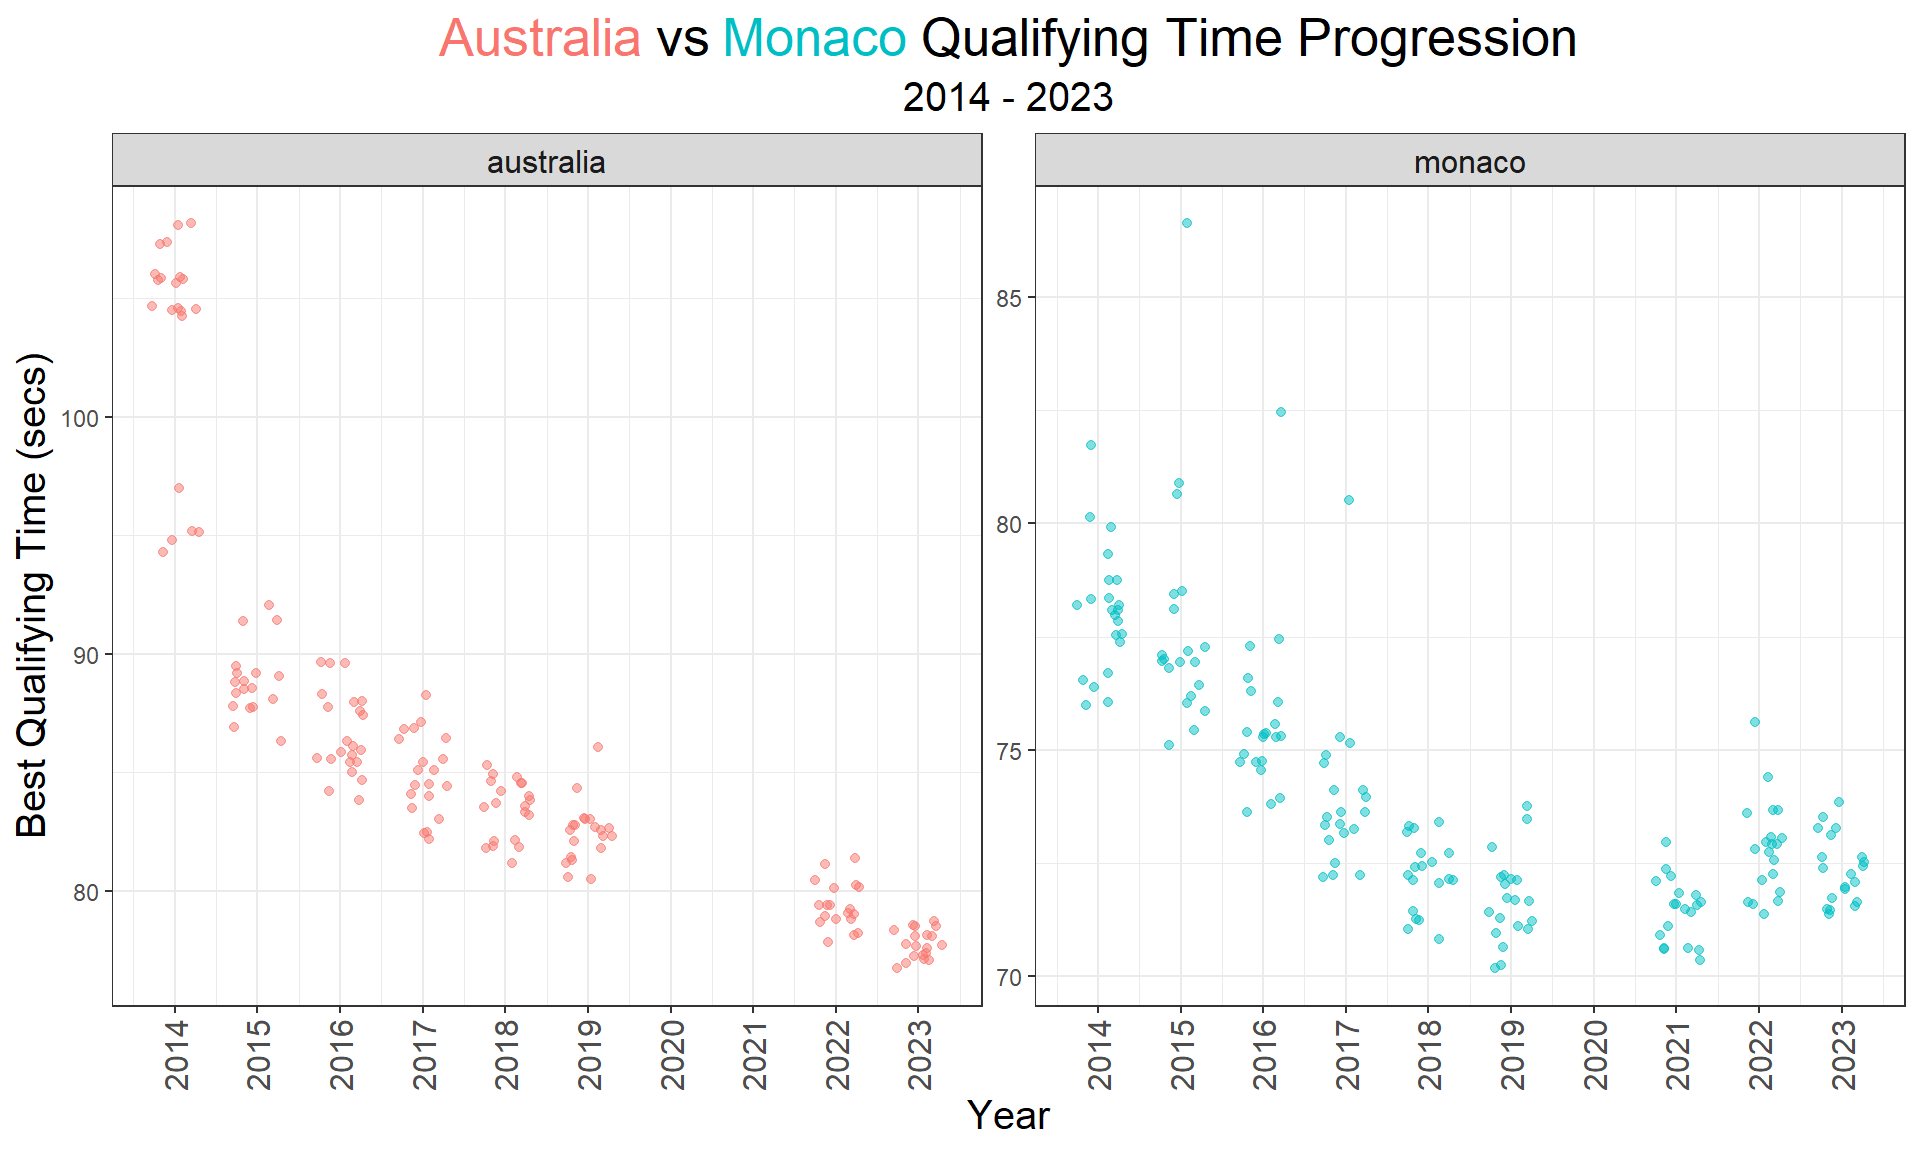 Australia vs Monaco Qualifying Time Progression
2014 - 2023
australia
monaco
Best Qualifying Time (secs)
100
90
80
85
80
75
70
2014 2015 2016 2017 2018 2019 2020 2021 2022 2023
2014 2015 2016 2017 2018 2019 2020 2021 2022 2023
Year